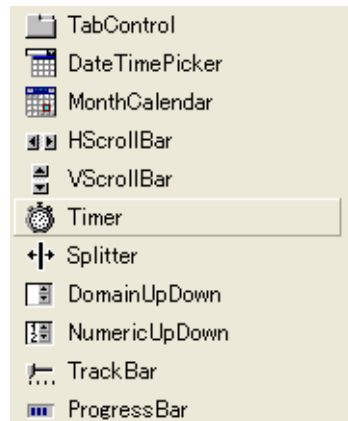 TabControl
DateTimePicker
MonthCalendar
HScrollBar
VScrollBar
Timer
Splitter
DomainUpDown
NumericUpDown
TrackBar
ProgressBar